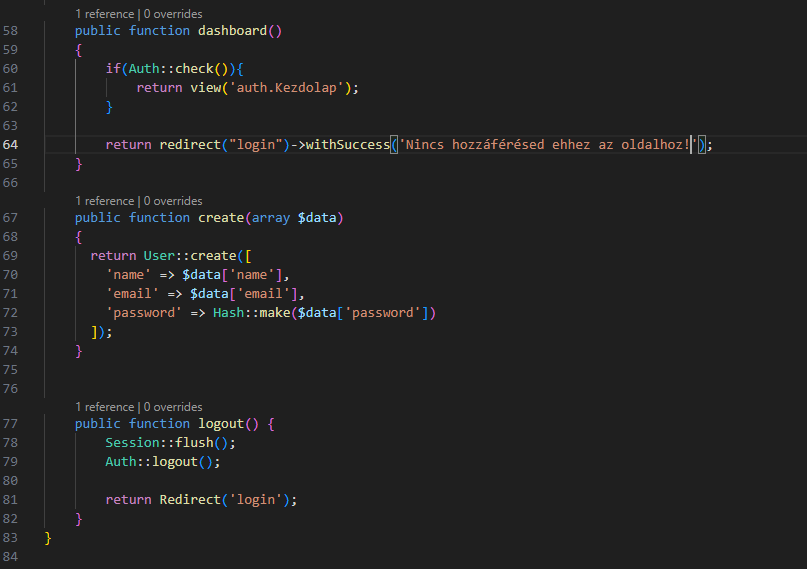 1 reference | 0 overrides
58 public function dashboard()
59 {
60 if(Auth::check()){
61 return view('auth.Kezdolap');
62 }
63
64 return redirect("login")->withSuccess('Nincs hozzáférésed ehhez az oldalhoz!');
65 }
66
1 reference | 0 overrides
67 public function create(array $data)
68 {
69 return User::create([
70 'name' => $data['name'],
71 'email' => $data['email'],
72 'password' => Hash::make($data['password'])
73 ]);
74 }
75
76
1 reference | 0 overrides
77 public function logout() {
78 Session::flush();
79 Auth::logout();
80
81 return Redirect('login');
82 }
83 }
84